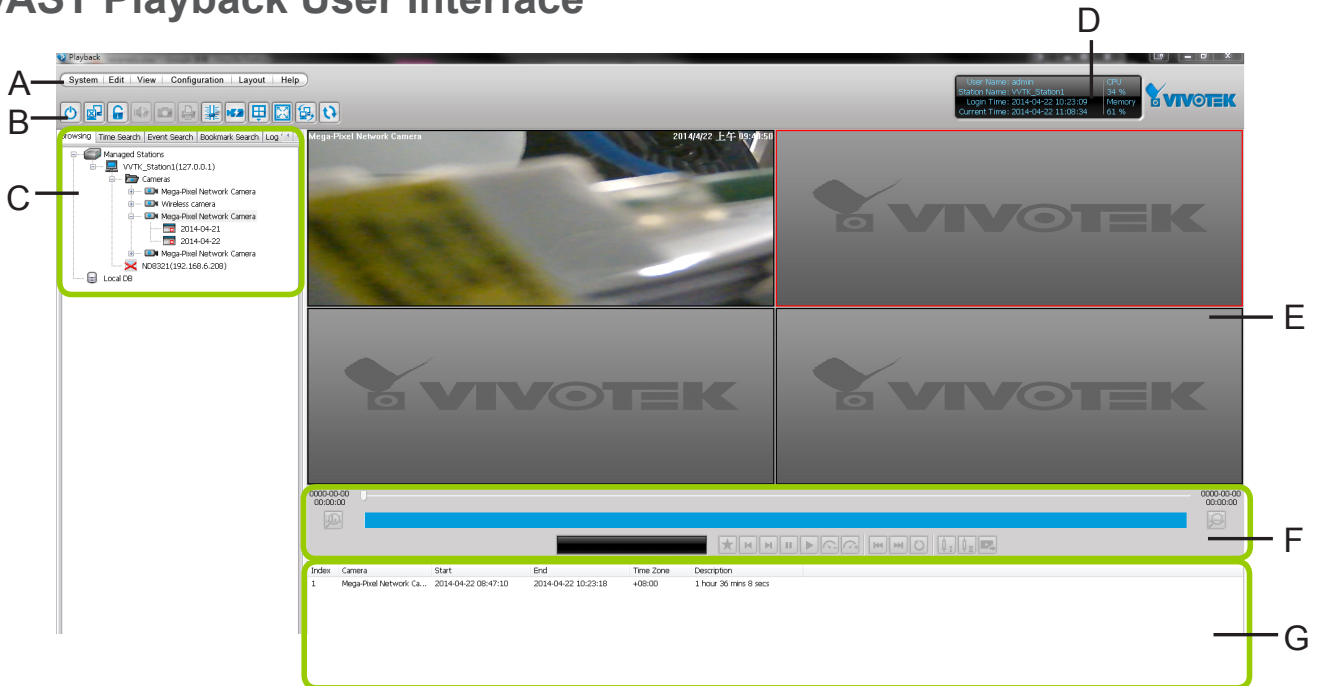 VAST Playback User Interface
D
Playback
A
System Edit View Configuration Layout Help
User Name: admin
Station Name: VVTK_Station1
Login Time: 2014-04-22 10:23:09
Current Time: 2014-04-22 11:08:34
CPU
34 %
Memory
61 %
VIVOTEK
B
Browsing Time Search Event Search Bookmark Search Log
C
Managed Stations
VVTK_Station1(127.0.0.1)
Cameras
Mega-Pixel Network Camera
Wireless camera
Mega-Pixel Network Camera
2014-04-21
2014-04-22
Mega-Pixel Network Camera
ND8321(192.168.6.208)
Local DB
Mega-Pixel Network Camera 2014/4/22 上午 09:40:50
VIVOTEK
E
VIVOTEK
VIVOTEK
0000-00-00
00:00:00
0000-00-00
00:00:00
F
Index Camera Start End Time Zone Description
1 Mega-Pixel Network Ca... 2014-04-22 08:47:10 2014-04-22 10:23:18 +08:00 1 hour 36 mins 8 secs
G